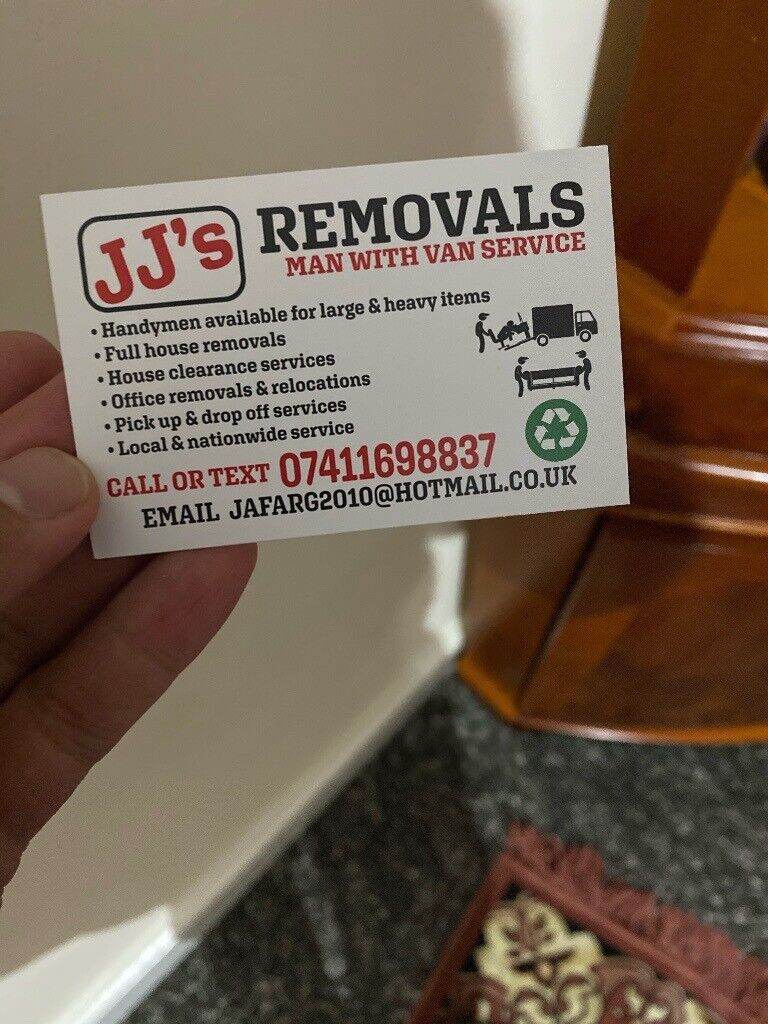 JJ's REMOVALS
MAN WITH VAN SERVICE
• Handymen available for large & heavy items
• Full house removals
• House clearance services
• Office removals & relocations
• Pick up & drop off services
• Local & nationwide service
CALL OR TEXT 07411698837
EMAIL JAFARG2010@HOTMAIL.CO.UK